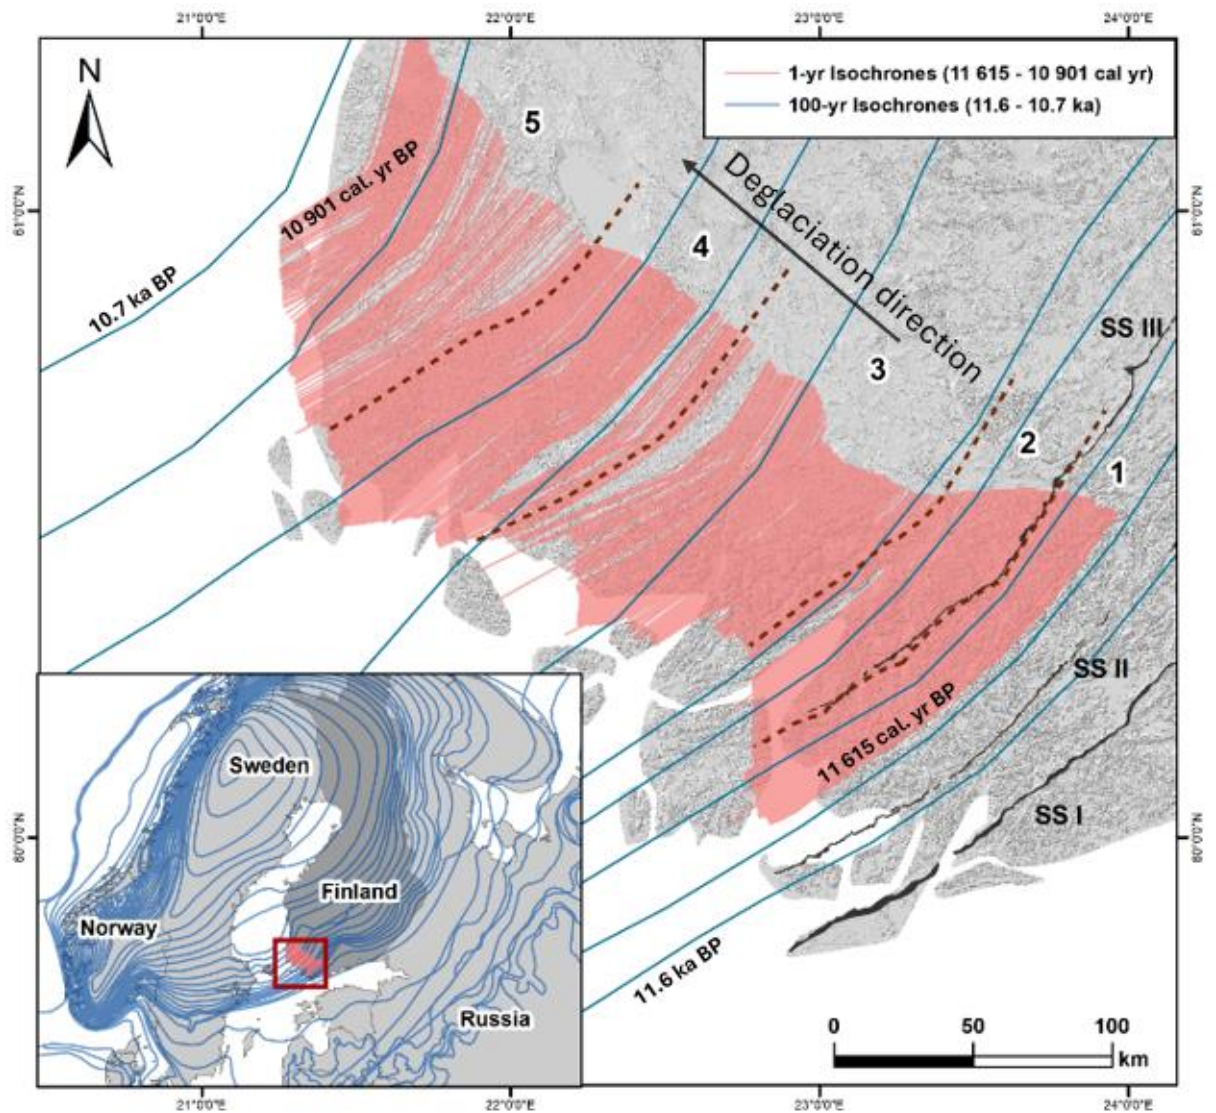 21°0'0"E
22°0'0"E
23°0'0"E
24°0'0"E
N
1-yr Isochrones (11 615 - 10 901 cal yr)
100-yr Isochrones (11.6 - 10.7 ka)
5
10 901 cal. yr BP
Deglaciation direction
61°0'0"N
61°0'0"N
4
10.7 ka BP
SS III
3
2
1
SS II
11 615 cal. yr BP
Sweden
SS I
60°0'0"N
60°0'0"N
Finland
Norway
11.6 ka BP
Russia
0
50
100
km
21°0'0"E
22°0'0"E
23°0'0"E
24°0'0"E